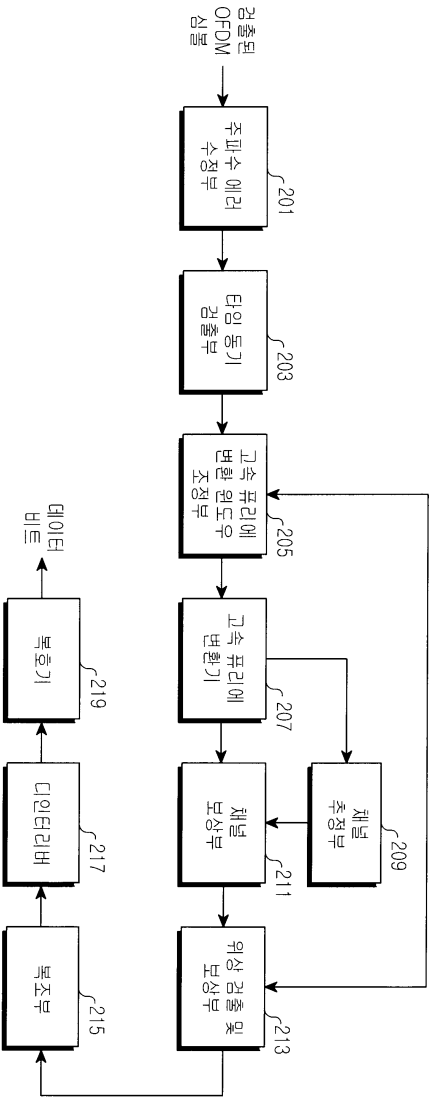 검출된
OFDM
심볼
주파수 에러
수정부
201
타임 동기
검출부
203
고속 퓨리에
변환 윈도우
조정부
205
고속 퓨리에
변환기
207
채널
추정부
209
채널
보상부
211
위상 검출 및
보상부
213
복조부
215
디인터리버
217
복호기
219
데이터
비트